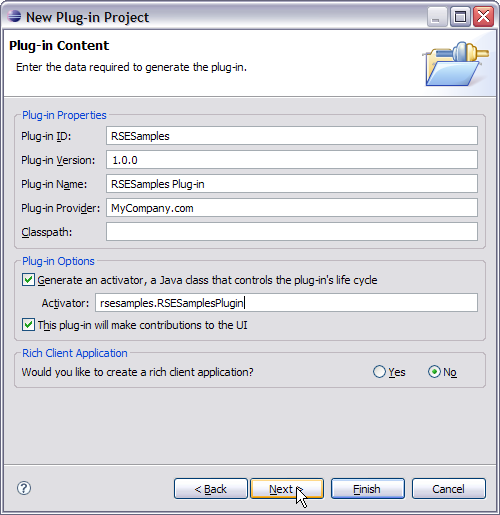 New Plug-in Project
Plug-in Content
Enter the data required to generate the plug-in.
Plug-in Properties
Plug-in ID: RSESamples
Plug-in Version: 1.0.0
Plug-in Name: RSESamples Plug-in
Plug-in Provider: MyCompany.com
Classpath:
Plug-in Options
Generate an activator, a Java class that controls the plug-in's life cycle
Activator: rsesamples.RSESamplesPlugin
This plug-in will make contributions to the UI
Rich Client Application
Would you like to create a rich client application? Yes No
? < Back Next > Finish Cancel